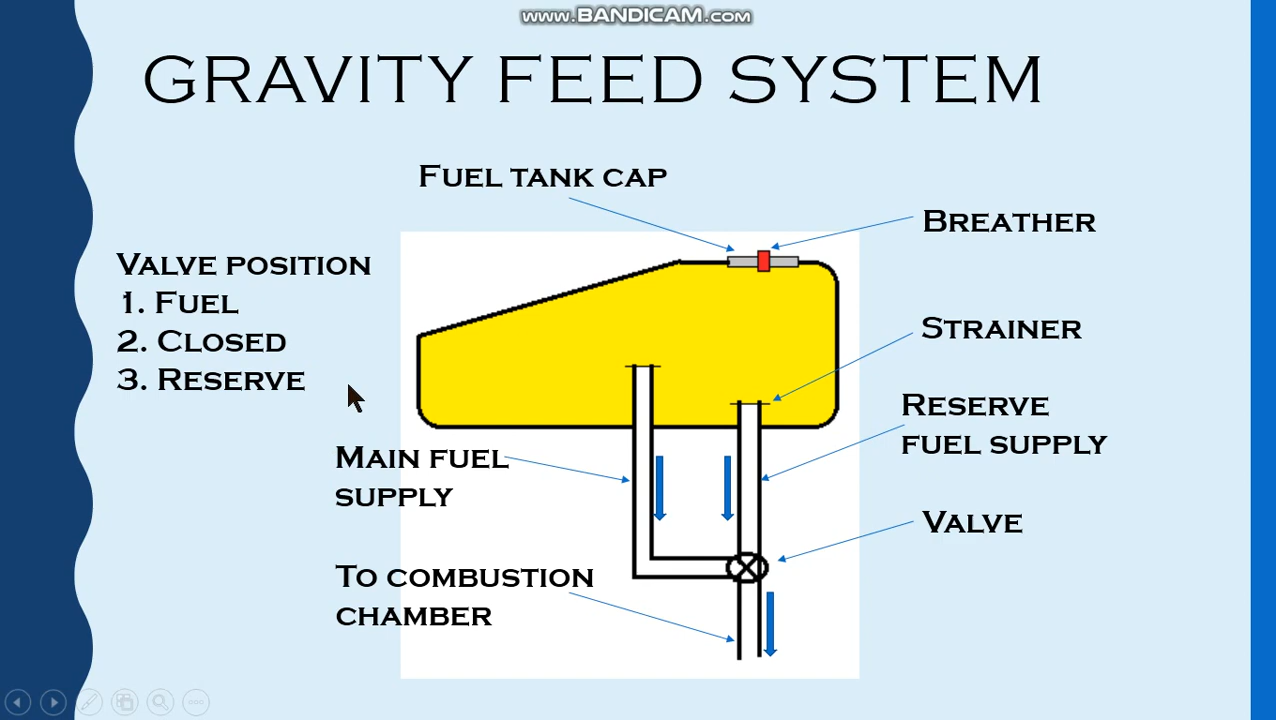 www.BANDICAM.com
GRAVITY FEED SYSTEM
FUEL TANK CAP
BREATHER
VALVE POSITION
1. FUEL
2. CLOSED
3. RESERVE
STRAINER
RESERVE
FUEL SUPPLY
MAIN FUEL
SUPPLY
VALVE
TO COMBUSTION
CHAMBER